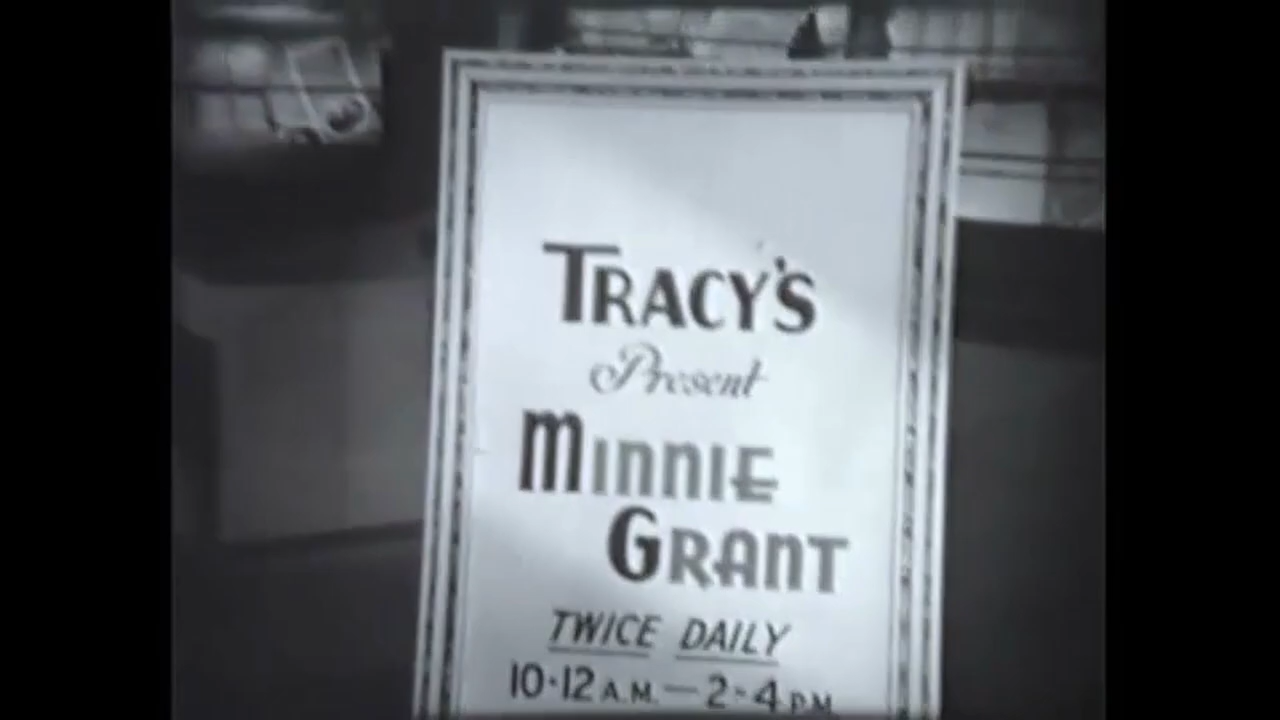 TRACY'S
Present
MINNIE
GRANT
TWICE DAILY
10-12 A.M. — 2-4 P.M.